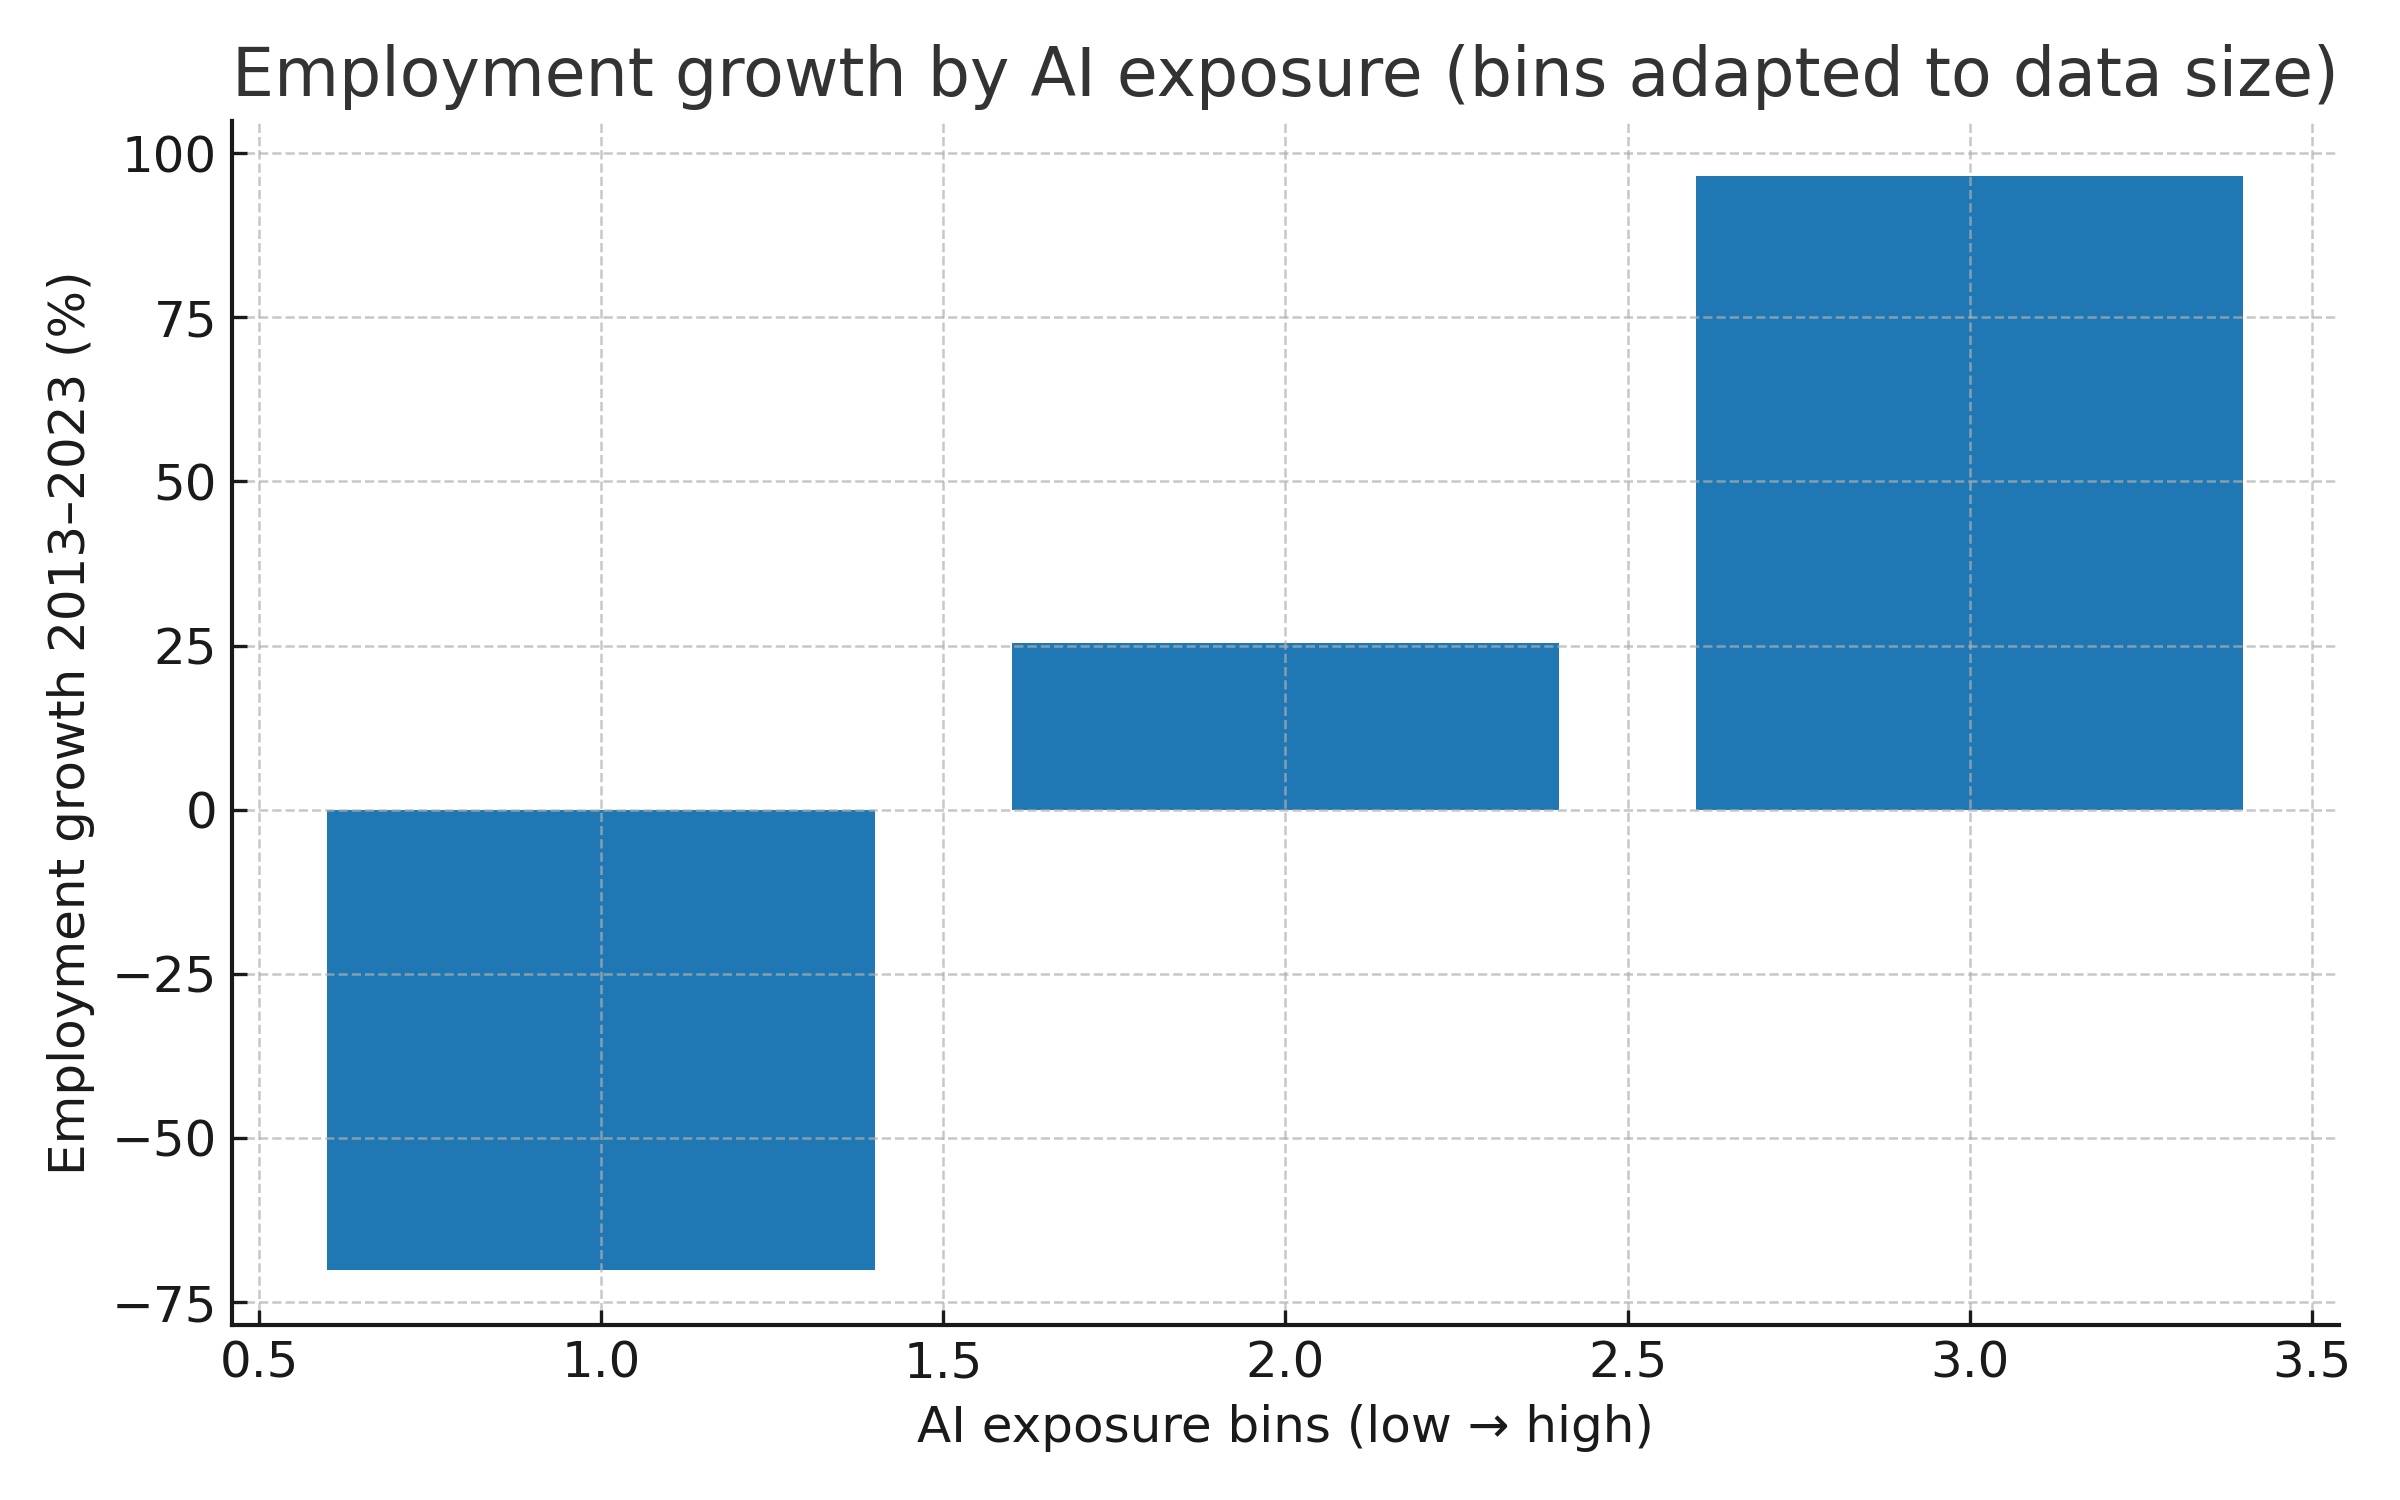 Employment growth by AI exposure (bins adapted to data size)
Employment growth 2013–2023 (%)
100
75
50
25
0
−25
−50
−75
0.5 1.0 1.5 2.0 2.5 3.0 3.5
AI exposure bins (low → high)